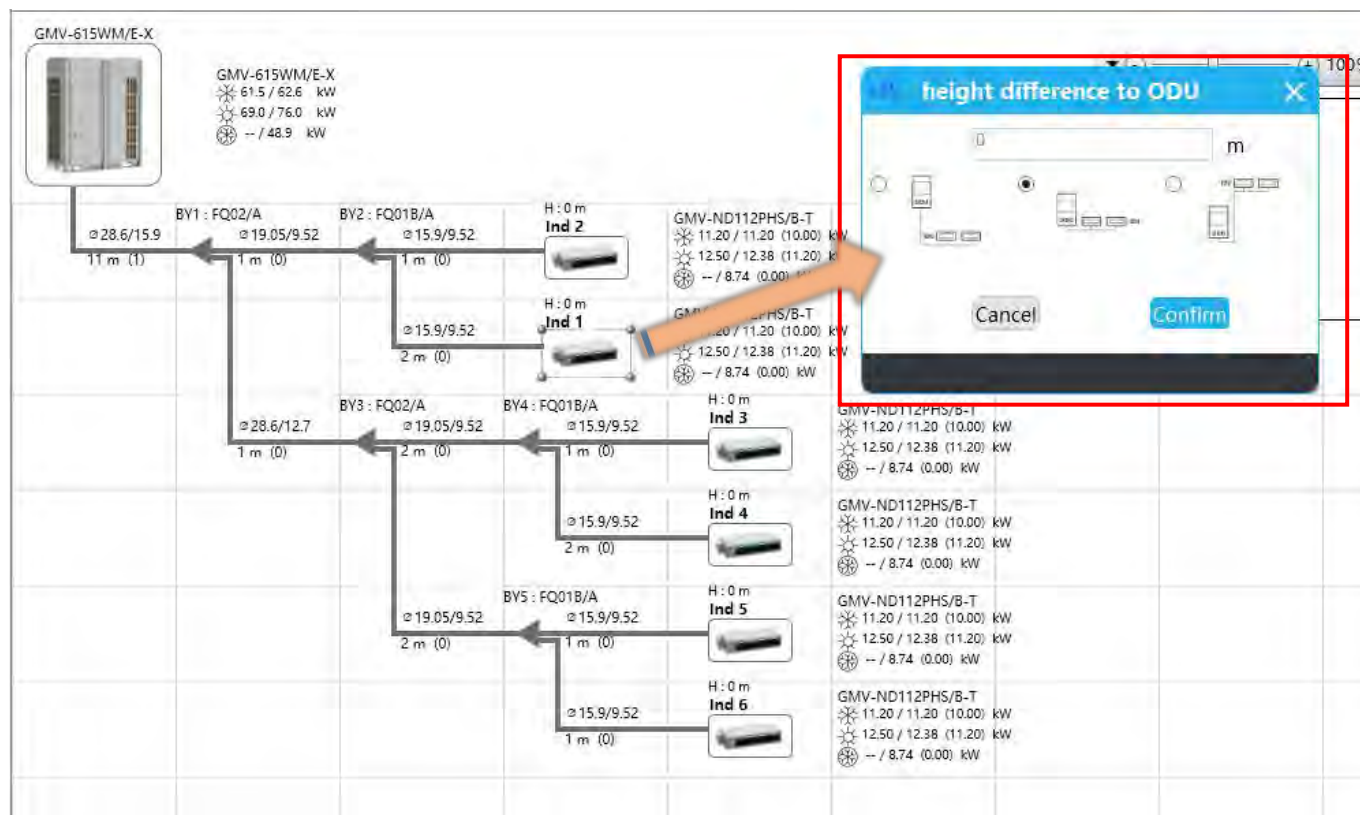 GMV-615WM/E-X
GMV-615WM/E-X
61.5 / 62.6 kW
69.0 / 76.0 kW
-- / 48.9 kW
100%
height difference to ODU
0
m
Cancel
Confirm
BY1 : FQ02/A
BY2 : FQ01B/A
H : 0 m
Ind 2
⌀28.6/15.9
⌀19.05/9.52
⌀15.9/9.52
11 m (1)
1 m (0)
1 m (0)
GMV-ND112PHS/B-T
11.20 / 11.20 (10.00) kW
12.50 / 12.38 (11.20)
-- / 8.74 (0.00)
H : 0 m
Ind 1
⌀15.9/9.52
2 m (0)
11.20 (10.00) kW
12.50 / 12.38 (11.20) kW
-- / 8.74 (0.00) kW
BY3 : FQ02/A
BY4 : FQ01B/A
H : 0 m
Ind 3
⌀28.6/12.7
⌀19.05/9.52
⌀15.9/9.52
1 m (0)
2 m (0)
1 m (0)
GMV-ND112PHS/B-T
11.20 / 11.20 (10.00) kW
12.50 / 12.38 (11.20) kW
-- / 8.74 (0.00) kW
H : 0 m
Ind 4
⌀15.9/9.52
2 m (0)
GMV-ND112PHS/B-T
11.20 / 11.20 (10.00) kW
12.50 / 12.38 (11.20) kW
-- / 8.74 (0.00) kW
BY5 : FQ01B/A
H : 0 m
Ind 5
⌀19.05/9.52
⌀15.9/9.52
2 m (0)
1 m (0)
GMV-ND112PHS/B-T
11.20 / 11.20 (10.00) kW
12.50 / 12.38 (11.20) kW
-- / 8.74 (0.00) kW
H : 0 m
Ind 6
⌀15.9/9.52
1 m (0)
GMV-ND112PHS/B-T
11.20 / 11.20 (10.00) kW
12.50 / 12.38 (11.20) kW
-- / 8.74 (0.00) kW